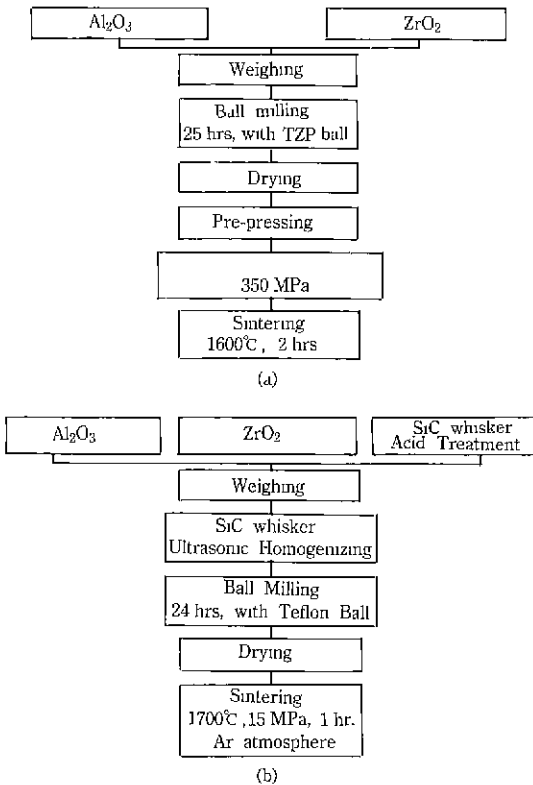 Al₂O₃ ZrO₂
Weighing
Ball milling
25 hrs, with TZP ball
Drying
Pre-pressing
350 MPa
Sintering
1600℃, 2 hrs
(a)
Al₂O₃ ZrO₂ SiC whisker
Acid Treatment
Weighing
SiC whisker
Ultrasonic Homogenizing
Ball Milling
24 hrs, with Teflon Ball
Drying
Sintering
1700℃, 15 MPa, 1 hr.
Ar atmosphere
(b)